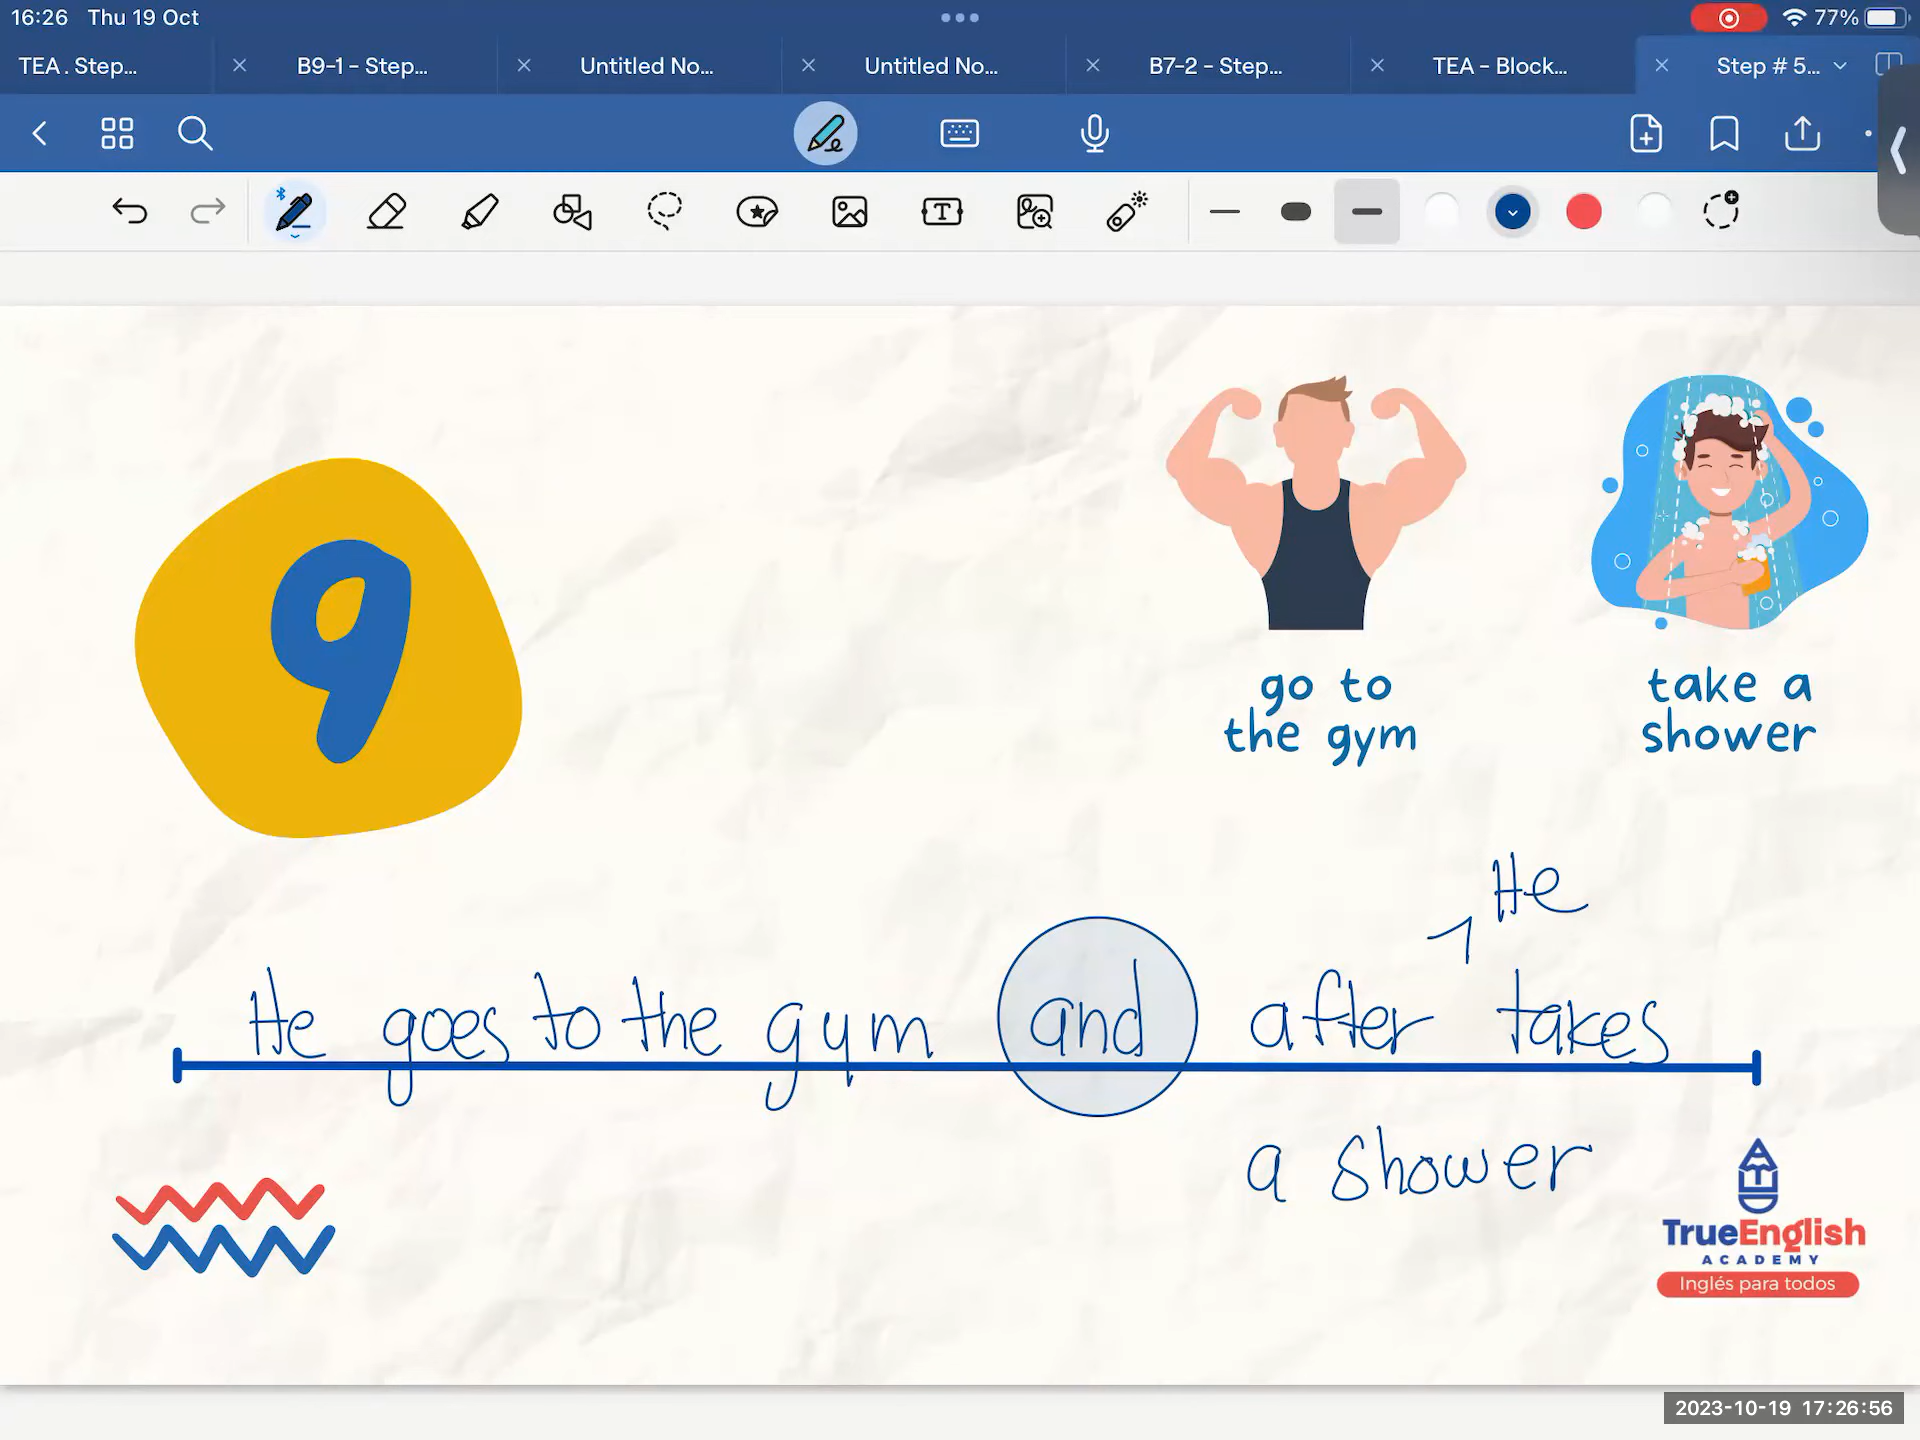 16:26 Thu 19 Oct
77%
TEA . Step...
B9-1 - Step...
Untitled No...
Untitled No...
B7-2 - Step...
TEA - Block...
Step # 5...
9
go to
the gym
take a
shower
He
He goes to the gym and after takes
a shower
TrueEnglish
ACADEMY
Inglés para todos
2023-10-19 17:26:56